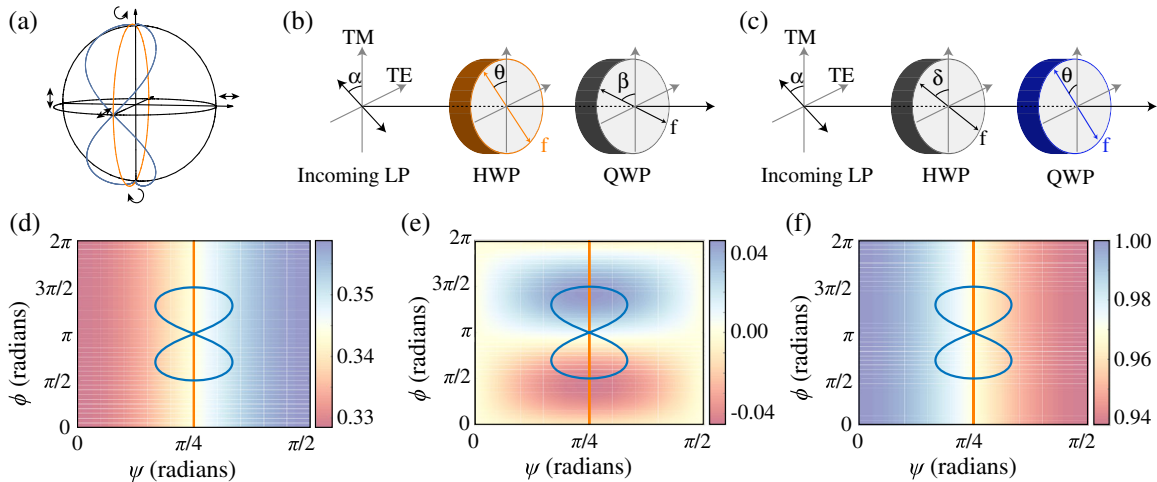 (a)
(b)
TM
TE
α
θ
β
f
f
Incoming LP
HWP
QWP
(c)
TM
TE
α
δ
θ
f
f
Incoming LP
HWP
QWP
(d)
2π
3π/2
π
π/2
0
ϕ (radians)
0
π/4
π/2
ψ (radians)
0.35
0.34
0.33
(e)
2π
3π/2
π
π/2
0
ϕ (radians)
0
π/4
π/2
ψ (radians)
0.04
0.00
-0.04
(f)
2π
3π/2
π
π/2
0
ϕ (radians)
0
π/4
π/2
ψ (radians)
1.00
0.98
0.96
0.94